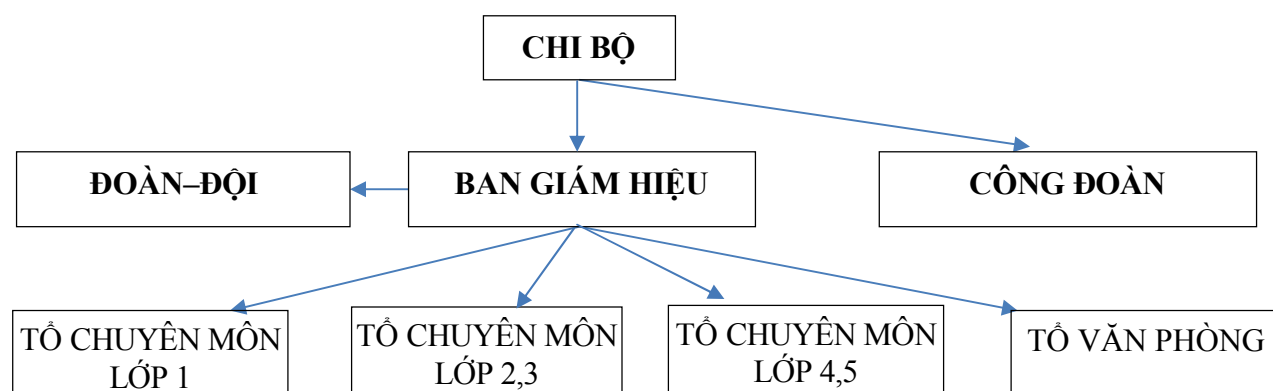 CHI BỘ
ĐOÀN–ĐỘI
BAN GIÁM HIỆU
CÔNG ĐOÀN
TỔ CHUYÊN MÔN
LỚP 1
TỔ CHUYÊN MÔN
LỚP 2,3
TỔ CHUYÊN MÔN
LỚP 4,5
TỔ VĂN PHÒNG